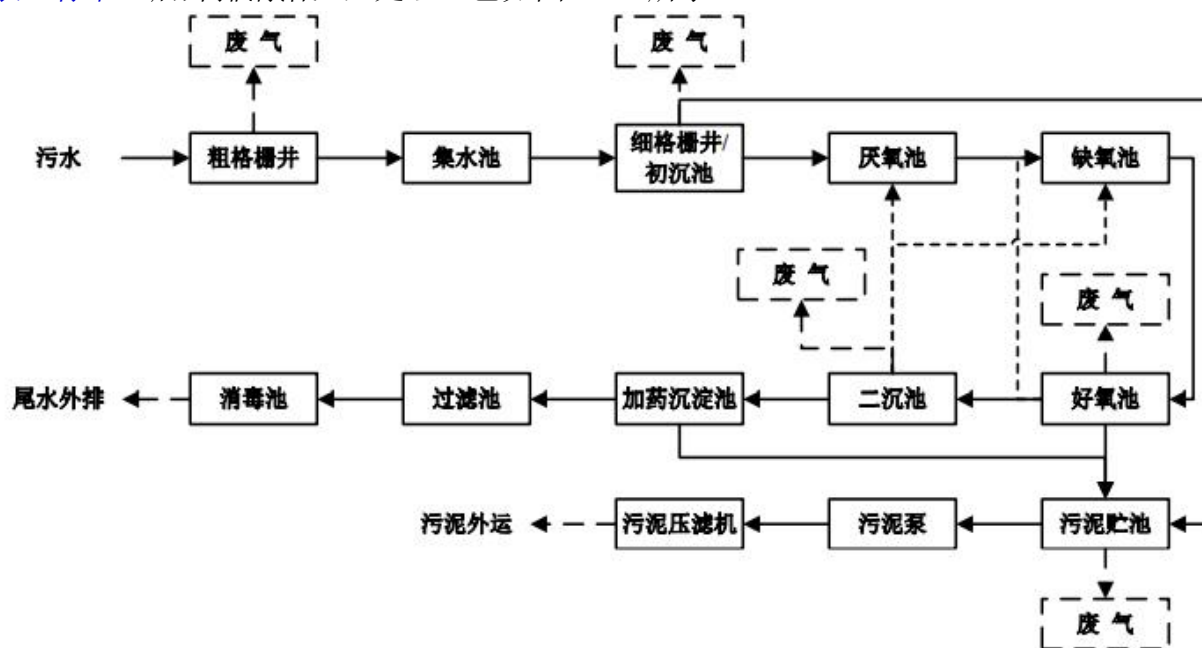 废 气
废 气
污水
粗格栅井
集水池
细格栅井/
初沉池
厌氧池
缺氧池
废 气
废 气
尾水外排
消毒池
过滤池
加药沉淀池
二沉池
好氧池
污泥外运
污泥压滤机
污泥泵
污泥贮池
废 气